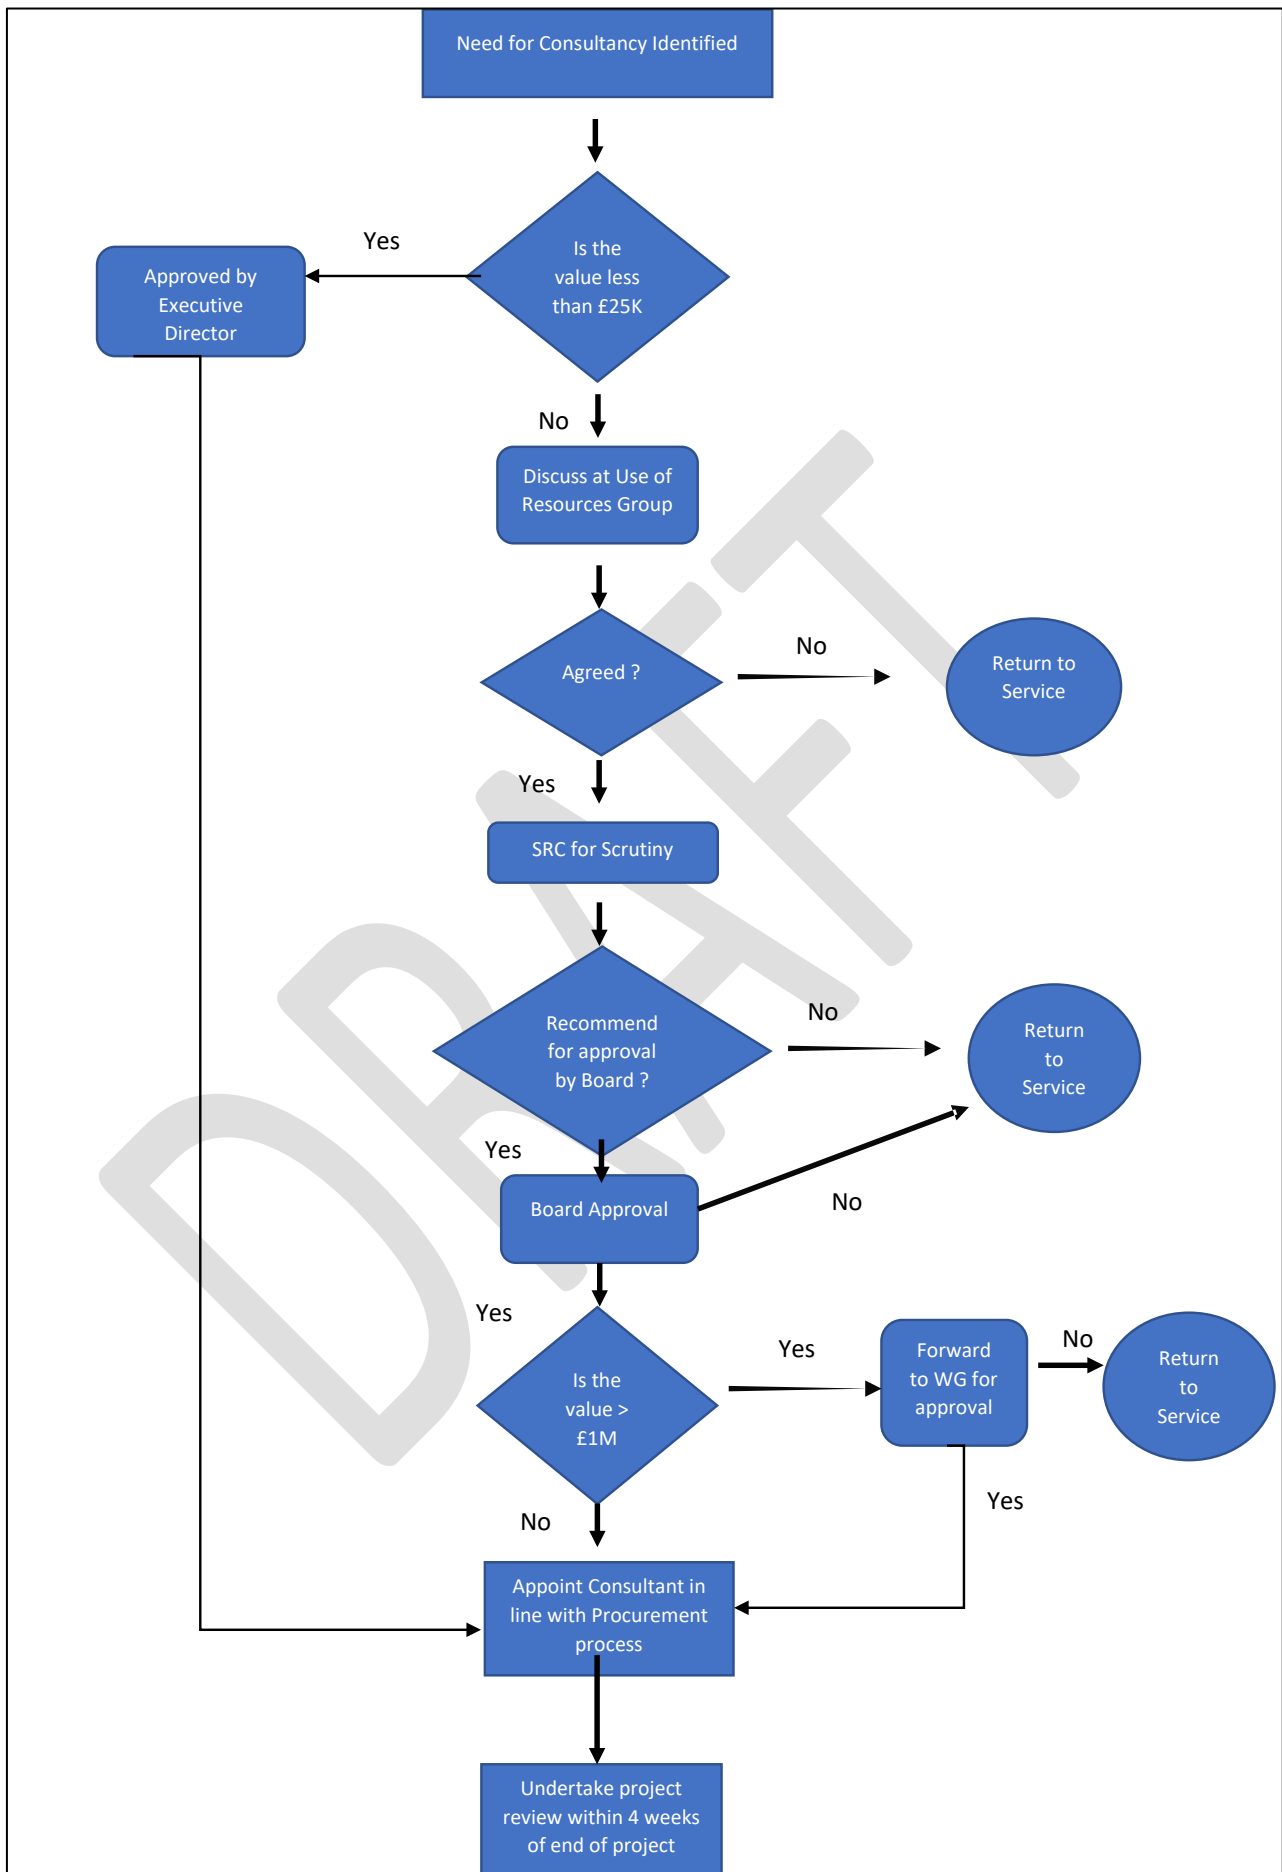 Need for Consultancy Identified
Yes
Is the
value less
than £25K
Approved by
Executive
Director
No
Discuss at Use of
Resources Group
Agreed ?
No
Return to
Service
Yes
SRC for Scrutiny
Recommend
for approval
by Board ?
No
Return
to
Service
Yes
Board Approval
No
Yes
Is the
value >
£1M
Yes
Forward
to WG for
approval
No
Return
to
Service
Yes
No
Appoint Consultant in
line with Procurement
process
Undertake project
review within 4 weeks
of end of project
DRAFT